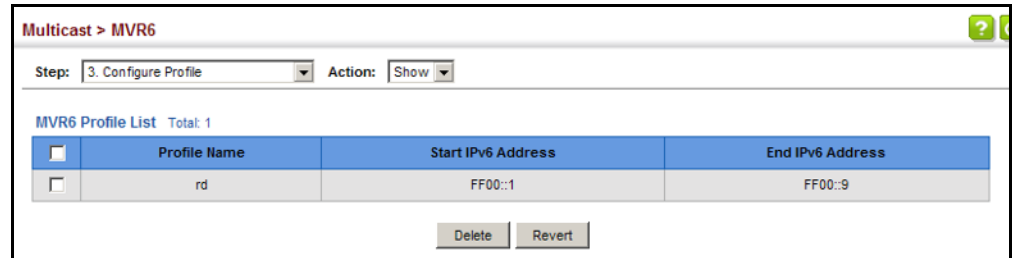 Multicast > MVR6
?
Step: 3. Configure Profile Action: Show
MVR6 Profile List Total: 1
Profile Name Start IPv6 Address End IPv6 Address
rd FF00::1 FF00::9
Delete Revert